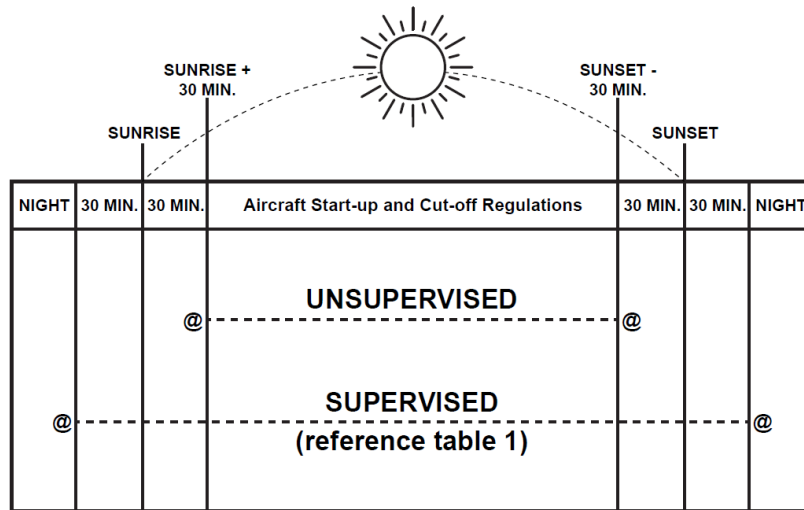 SUNRISE +
30 MIN.
SUNSET -
30 MIN.
SUNRISE
SUNSET
NIGHT 30 MIN. 30 MIN. Aircraft Start-up and Cut-off Regulations 30 MIN. 30 MIN. NIGHT
UNSUPERVISED
@ @
SUPERVISED
@ @
(reference table 1)